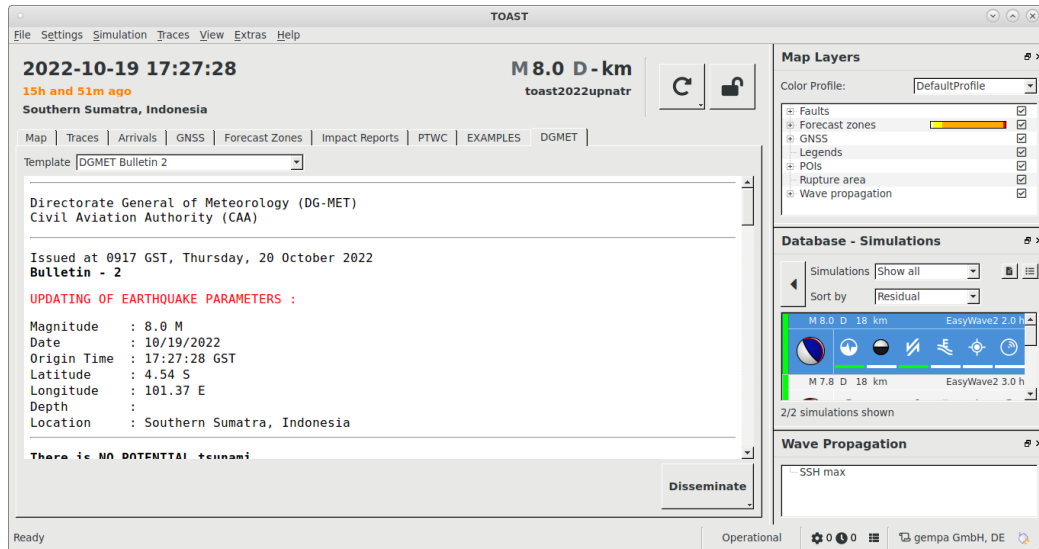 TOAST
File Settings Simulation Traces View Extras Help
2022-10-19 17:27:28
M 8.0 D - km
15h and 51m ago
toast2022upnatr
Southern Sumatra, Indonesia
Map Traces Arrivals GNSS Forecast Zones Impact Reports PTWC EXAMPLES DGMET
Template DGMET Bulletin 2
Directorate General of Meteorology (DG-MET)
Civil Aviation Authority (CAA)
Issued at 0917 GST, Thursday, 20 October 2022
Bulletin - 2
UPDATING OF EARTHQUAKE PARAMETERS :
Magnitude : 8.0 M
Date : 10/19/2022
Origin Time : 17:27:28 GST
Latitude : 4.54 S
Longitude : 101.37 E
Depth :
Location : Southern Sumatra, Indonesia
There is NO POTENTIAL tsunami
Disseminate
Map Layers
Color Profile: DefaultProfile
Faults
Forecast zones
GNSS
Legends
POIs
Rupture area
Wave propagation
Database - Simulations
Simulations Show all
Sort by Residual
M 8.0 D 18 km EasyWave2 2.0 h
M 7.8 D 18 km EasyWave2 3.0 h
2/2 simulations shown
Wave Propagation
SSH max
Ready
Operational 0 0 gempa GmbH, DE